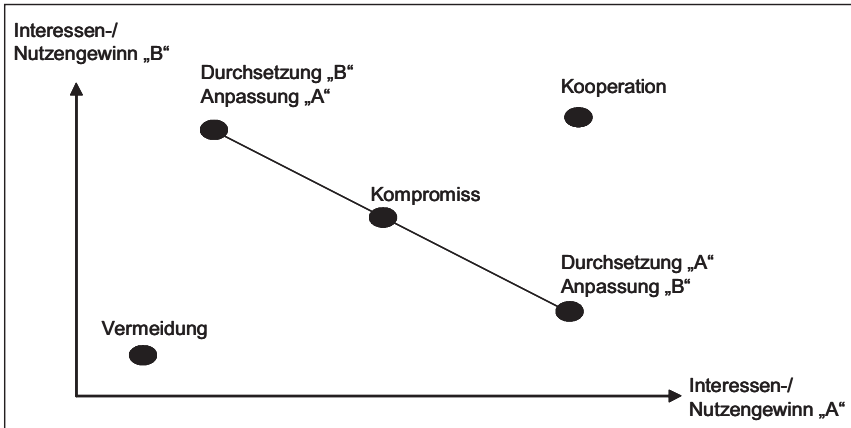 Interessen-/
Nutzengewinn „B“
Durchsetzung „B“
Anpassung „A“
Kooperation
Kompromiss
Durchsetzung „A“
Anpassung „B“
Vermeidung
Interessen-/
Nutzengewinn „A“